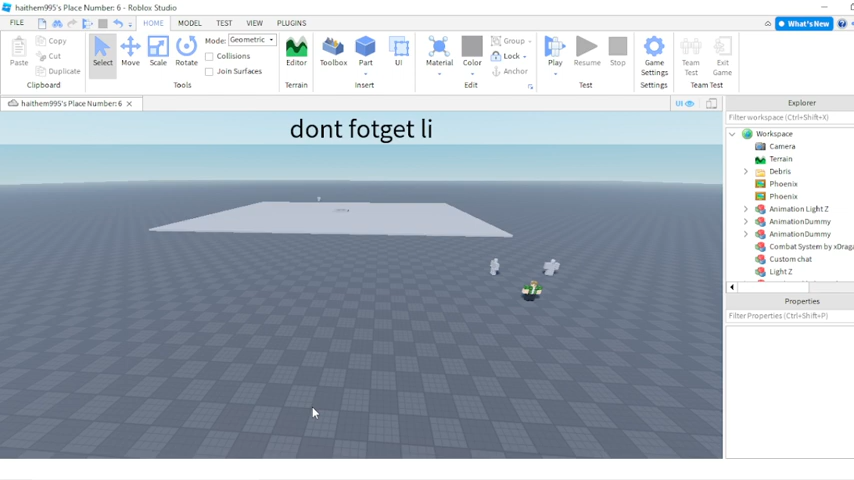 haithem995's Place Number: 6 - Roblox Studio
FILE HOME MODEL TEST VIEW PLUGINS What's New
Paste Copy Cut Duplicate
Select Move Scale Rotate
Mode: Geometric
Collisions
Join Surfaces
Editor Toolbox Part UI Material Color
Group
Lock
Anchor
Play Resume Stop
Game Settings
Team Test
Exit Game
Clipboard Tools Terrain Insert Edit Test Settings Team Test
haithem995's Place Number: 6 UI
dont fotget li
Explorer
Filter workspace (Ctrl+Shift+X)
Workspace
Camera
Terrain
Debris
Phoenix
Phoenix
Animation Light Z
AnimationDummy
AnimationDummy
Combat System by xDrag
Custom chat
Light Z
Properties
Filter Properties (Ctrl+Shift+P)